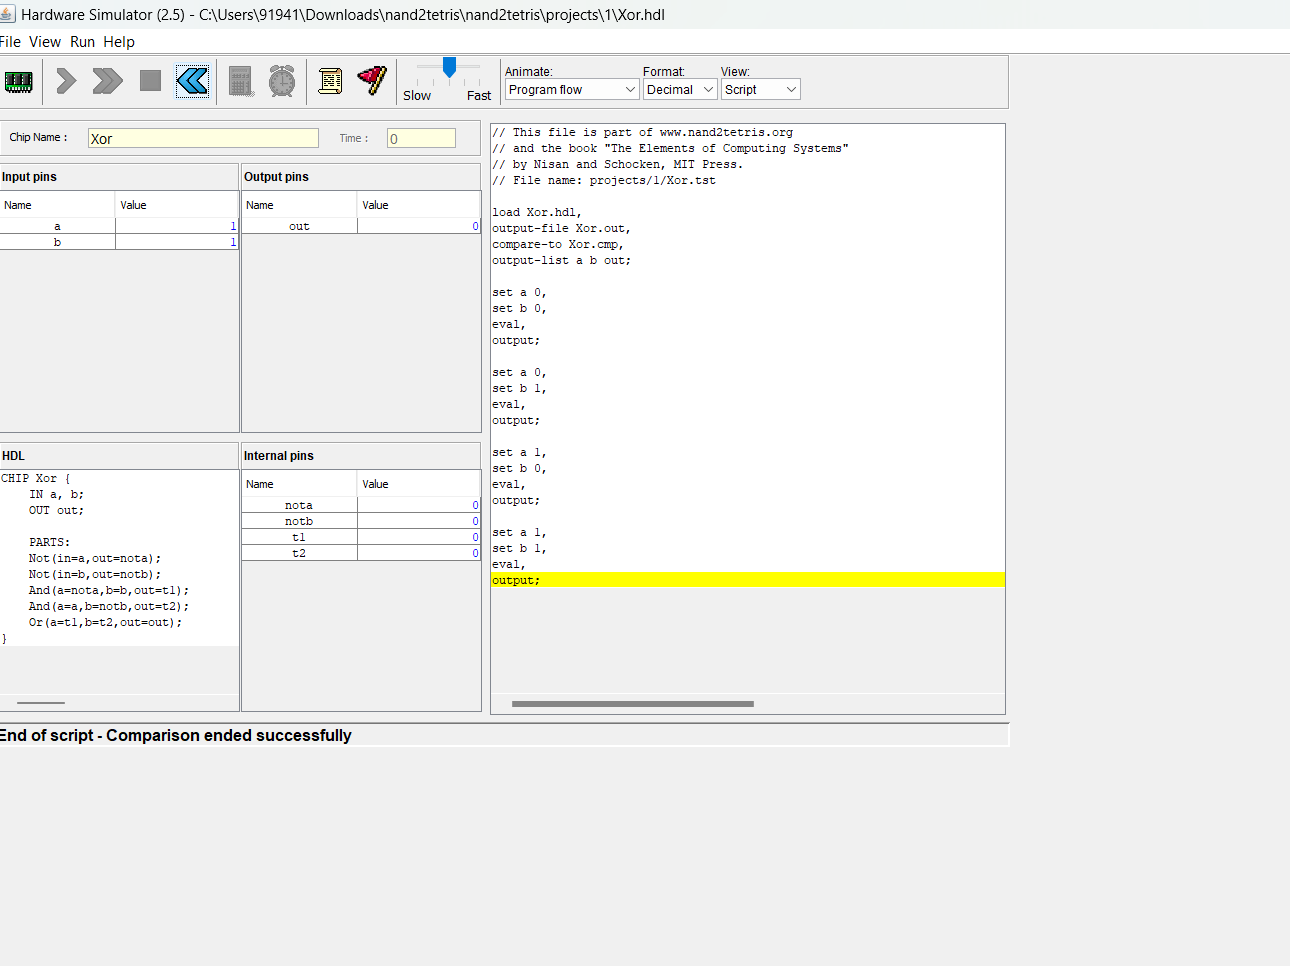 Hardware Simulator (2.5) - C:\Users\91941\Downloads\nand2tetris\nand2tetris\projects\1\Xor.hdl
File View Run Help
Slow Fast
Animate: Format: View:
Program flow Decimal Script
Chip Name : Xor Time : 0
Input pins
Name Value
a 1
b 1
Output pins
Name Value
out 0
HDL
CHIP Xor {
    IN a, b;
    OUT out;

    PARTS:
    Not(in=a,out=nota);
    Not(in=b,out=notb);
    And(a=nota,b=b,out=t1);
    And(a=a,b=notb,out=t2);
    Or(a=t1,b=t2,out=out);
}
Internal pins
Name Value
nota 0
notb 0
t1 0
t2 0
// This file is part of www.nand2tetris.org
// and the book "The Elements of Computing Systems"
// by Nisan and Schocken, MIT Press.
// File name: projects/1/Xor.tst

load Xor.hdl,
output-file Xor.out,
compare-to Xor.cmp,
output-list a b out;

set a 0,
set b 0,
eval,
output;

set a 0,
set b 1,
eval,
output;

set a 1,
set b 0,
eval,
output;

set a 1,
set b 1,
eval,
output;
End of script - Comparison ended successfully